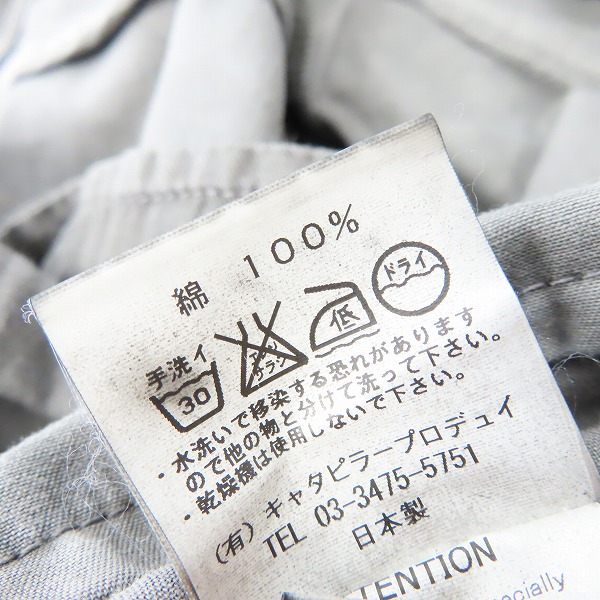 綿 100%
手洗イ
30
エンソ
サラシ
低
ドライ
・水洗いで移染する恐れがあります
ので他の物と分けて洗って下さい。
・乾燥機は使用しないで下さい。
(有)キャタピラープロデュイ
TEL 03-3475-5751
日本製
TENTION
ecially